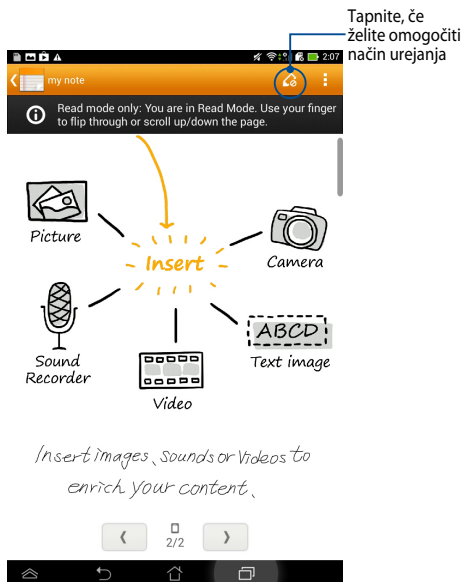 Tapnite, če
želite omogočiti
način urejanja
2:07
my note
Read mode only: You are in Read Mode. Use your finger
to flip through or scroll up/down the page.
Picture
Insert
Camera
Sound
Recorder
Video
ABCD
Text image
Insert images, sounds or Videos to
enrich your content.
2/2